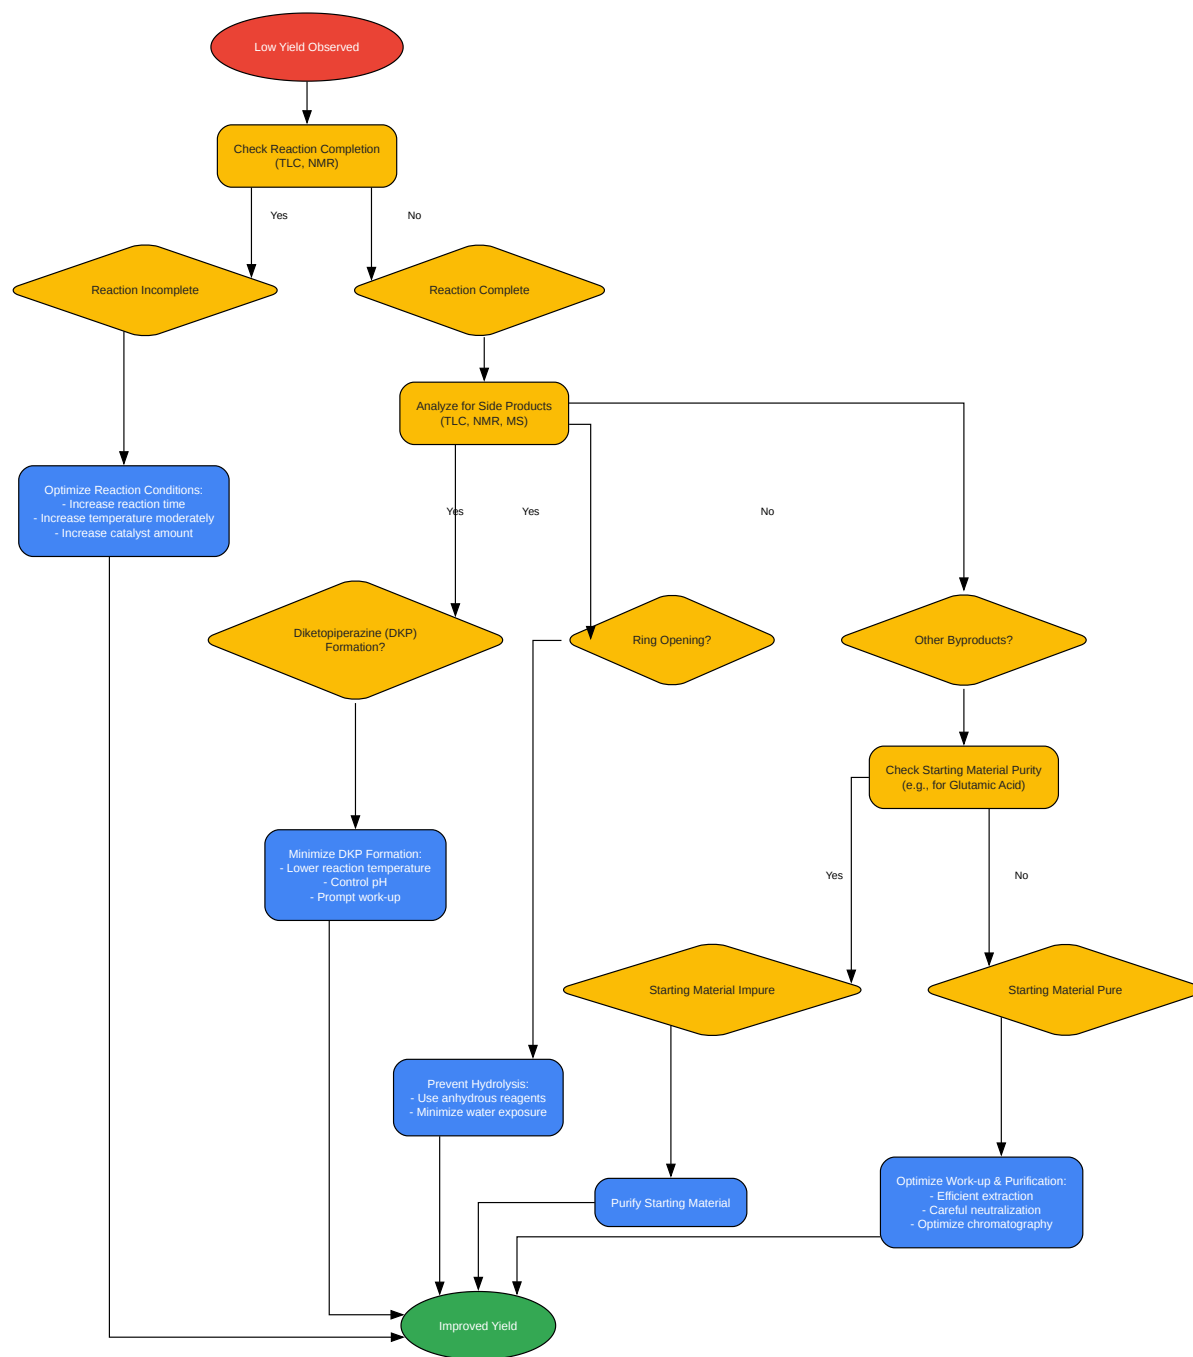 Low Yield Observed
Check Reaction Completion
(TLC, NMR)
Yes
No
Reaction Incomplete
Reaction Complete
Analyze for Side Products
(TLC, NMR, MS)
Optimize Reaction Conditions:
- Increase reaction time
- Increase temperature moderately
- Increase catalyst amount
Yes
Yes
No
Diketopiperazine (DKP)
Formation?
Ring Opening?
Other Byproducts?
Check Starting Material Purity
(e.g., for Glutamic Acid)
Minimize DKP Formation:
- Lower reaction temperature
- Control pH
- Prompt work-up
Yes
No
Starting Material Impure
Starting Material Pure
Prevent Hydrolysis:
- Use anhydrous reagents
- Minimize water exposure
Purify Starting Material
Optimize Work-up & Purification:
- Efficient extraction
- Careful neutralization
- Optimize chromatography
Improved Yield